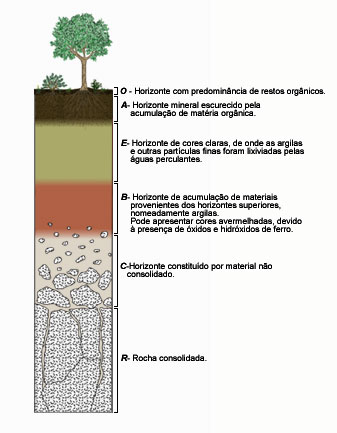 O - Horizonte com predominância de restos orgânicos.
A- Horizonte mineral escurecido pela
acumulação de matéria orgânica.
E- Horizonte de cores claras, de onde as argilas
e outras partículas finas foram lixiviadas pelas
águas perculantes.
B- Horizonte de acumulação de materiais
provenientes dos horizontes superiores,
nomeadamente argilas.
Pode apresentar cores avermelhadas, devido
à presença de óxidos e hidróxidos de ferro.
C-Horizonte constituído por material não
consolidado.
R- Rocha consolidada.